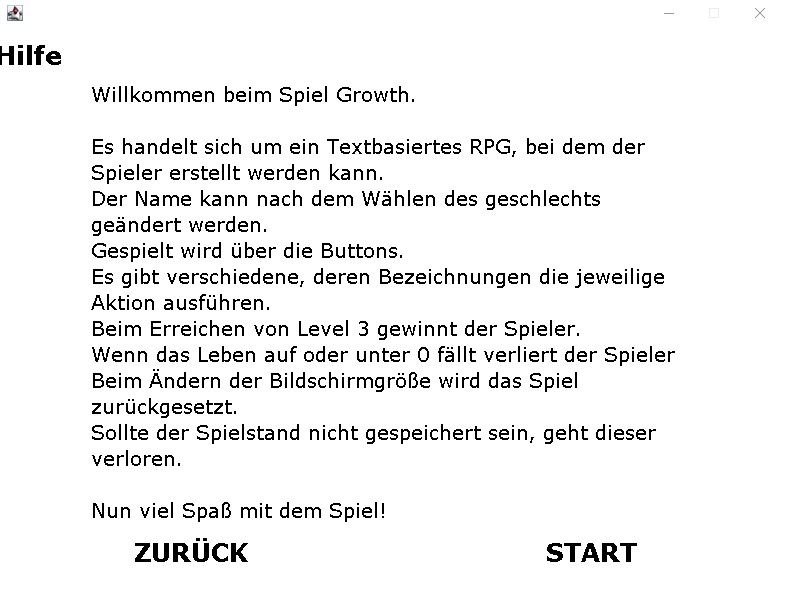 Hilfe
Willkommen beim Spiel Growth.
Es handelt sich um ein Textbasiertes RPG, bei dem der
Spieler erstellt werden kann.
Der Name kann nach dem Wählen des geschlechts
geändert werden.
Gespielt wird über die Buttons.
Es gibt verschiedene, deren Bezeichnungen die jeweilige
Aktion ausführen.
Beim Erreichen von Level 3 gewinnt der Spieler.
Wenn das Leben auf oder unter 0 fällt verliert der Spieler
Beim Ändern der Bildschirmgröße wird das Spiel
zurückgesetzt.
Sollte der Spielstand nicht gespeichert sein, geht dieser
verloren.
Nun viel Spaß mit dem Spiel!
ZURÜCK START